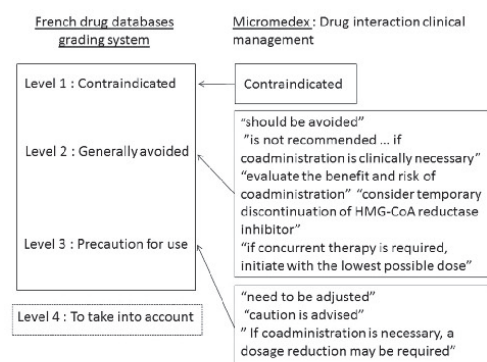 French drug databases
grading system
Level 1 : Contraindicated
Level 2 : Generally avoided
Level 3 : Precaution for use
Level 4 : To take into account
Micromedex : Drug interaction clinical
management
Contraindicated
“should be avoided”
”is not recommended ... if
coadministration is clinically necessary”
“evaluate the benefit and risk of
coadministration” “consider temporary
discontinuation of HMG-CoA reductase
inhibitor”
“if concurrent therapy is required,
initiate with the lowest possible dose”
“need to be adjusted”
“caution is advised”
” If coadministration is necessary, a
dosage reduction may be required”